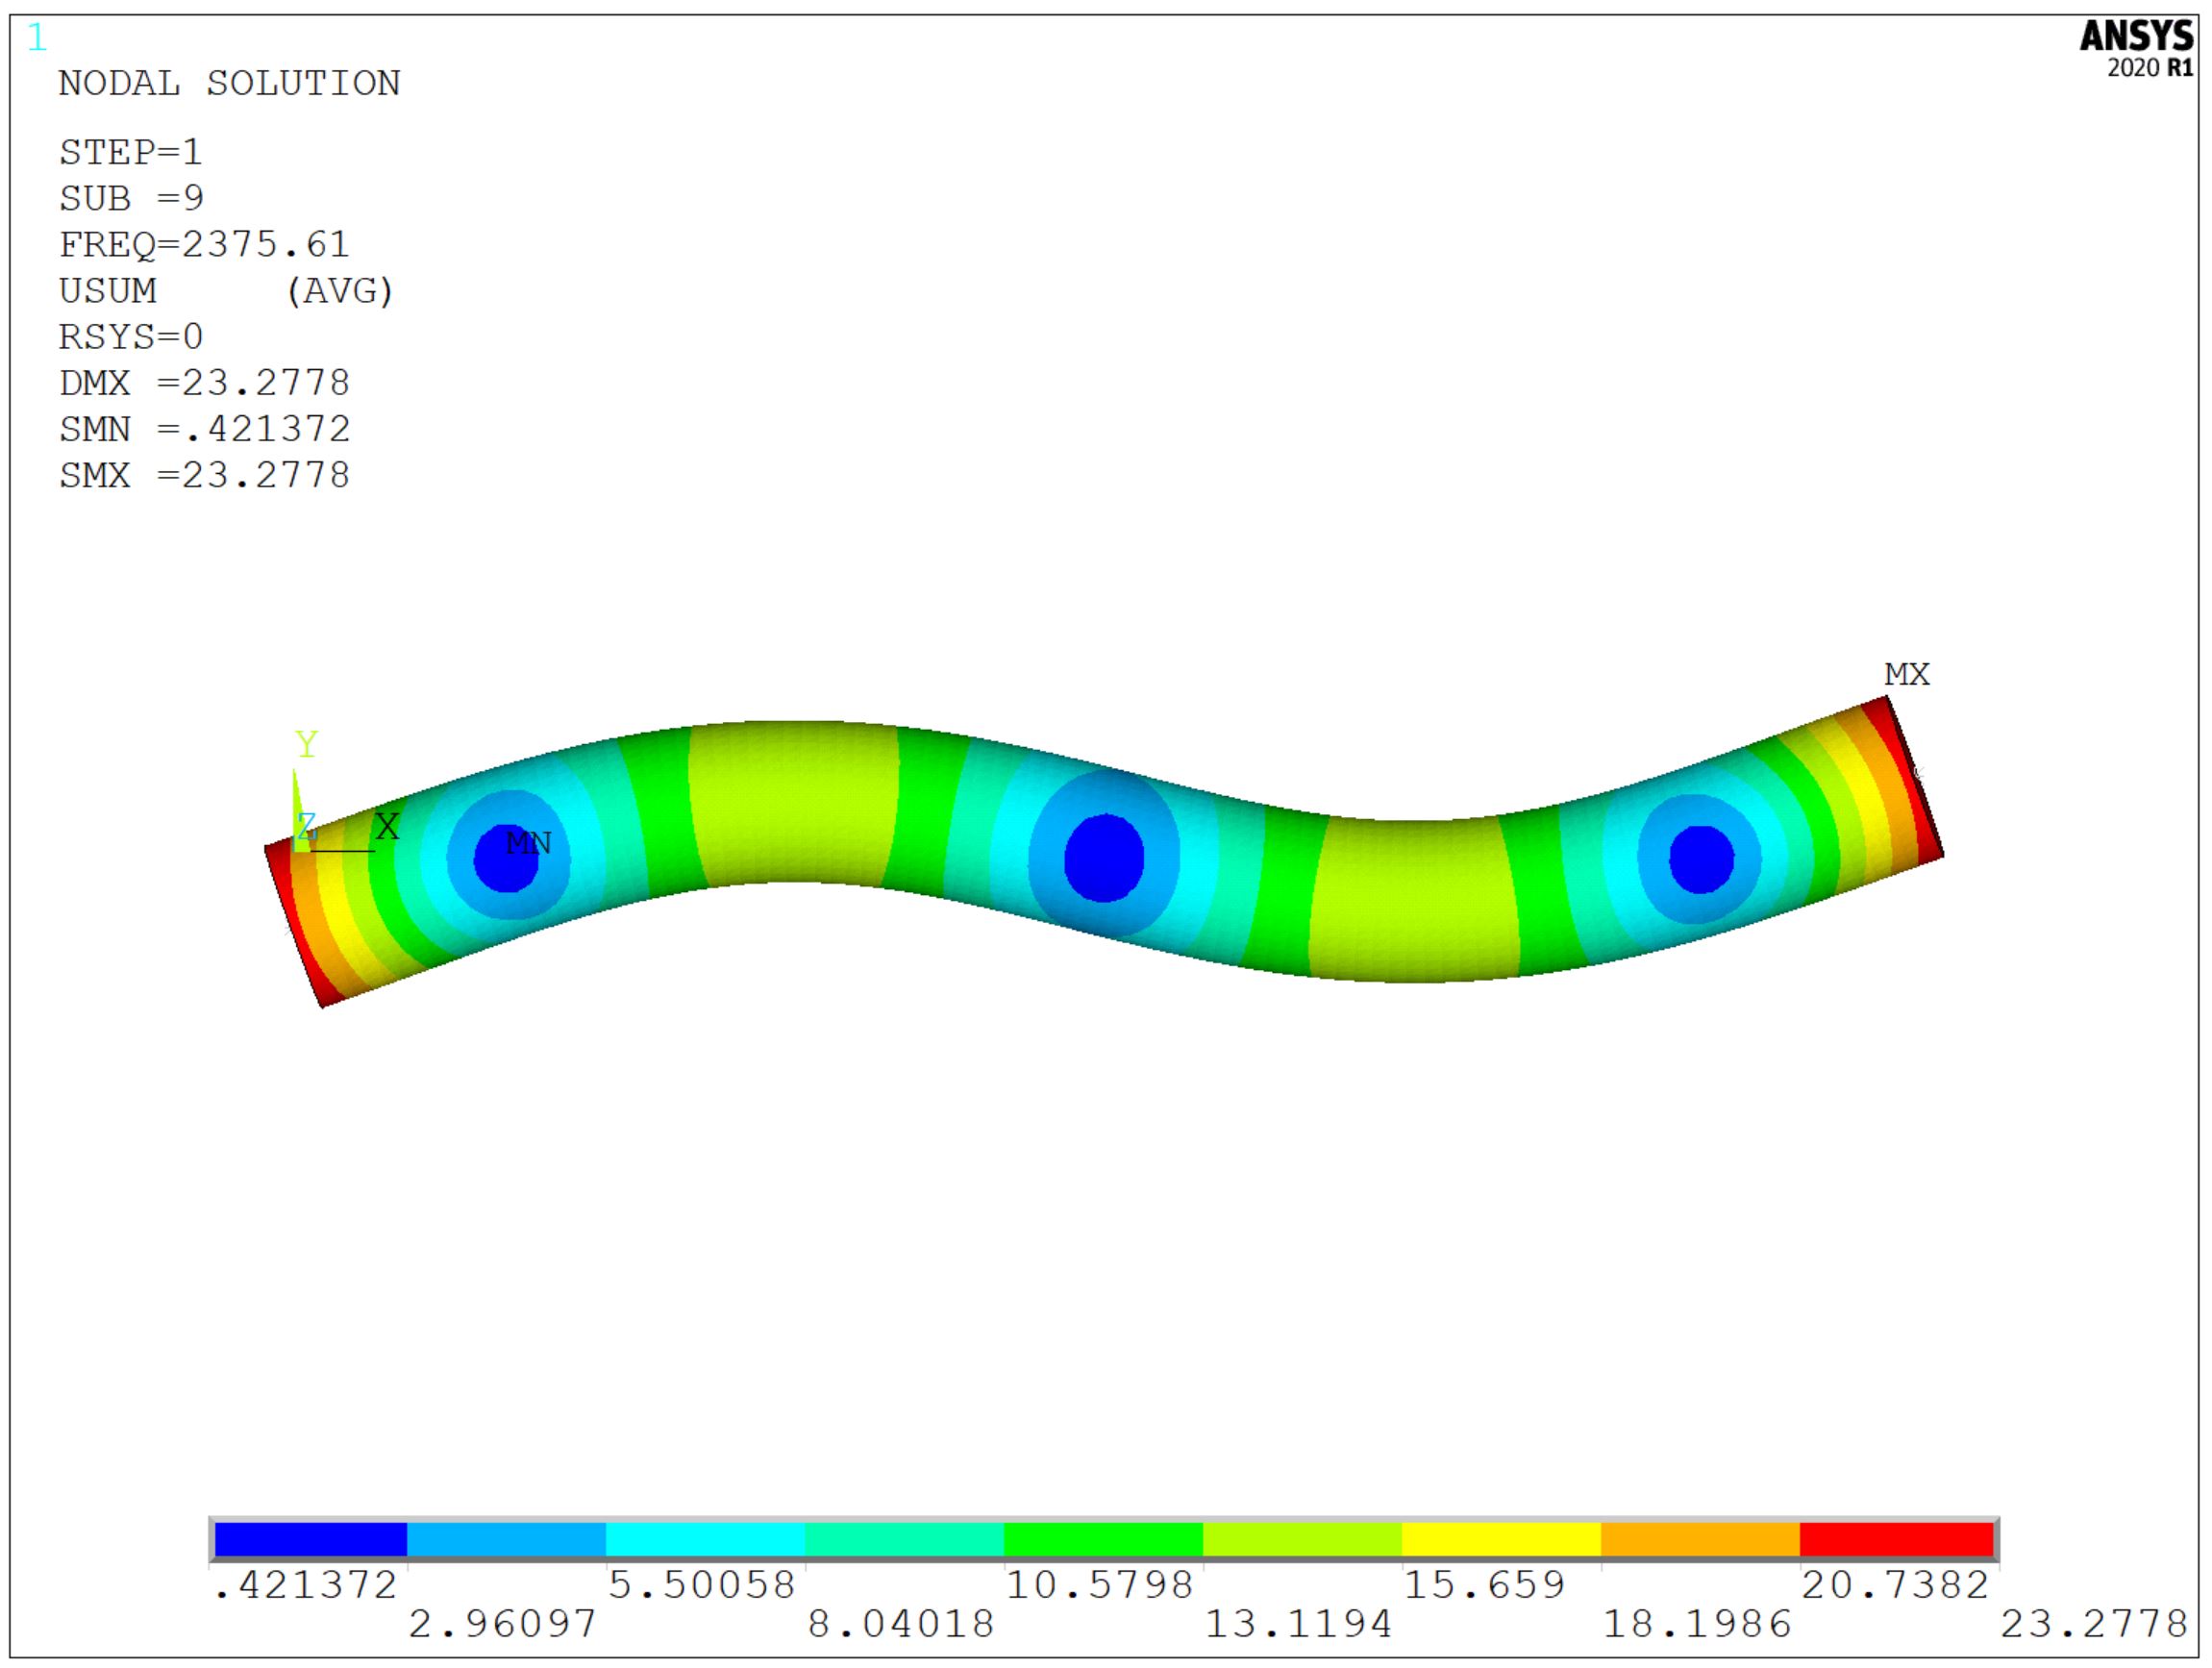 1
ANSYS
2020 R1
NODAL SOLUTION
STEP=1
SUB =9
FREQ=2375.61
USUM (AVG)
RSYS=0
DMX =23.2778
SMN =.421372
SMX =23.2778
MX
Y
Z X
MN
.421372 5.50058 10.5798 15.659 20.7382
2.96097 8.04018 13.1194 18.1986 23.2778